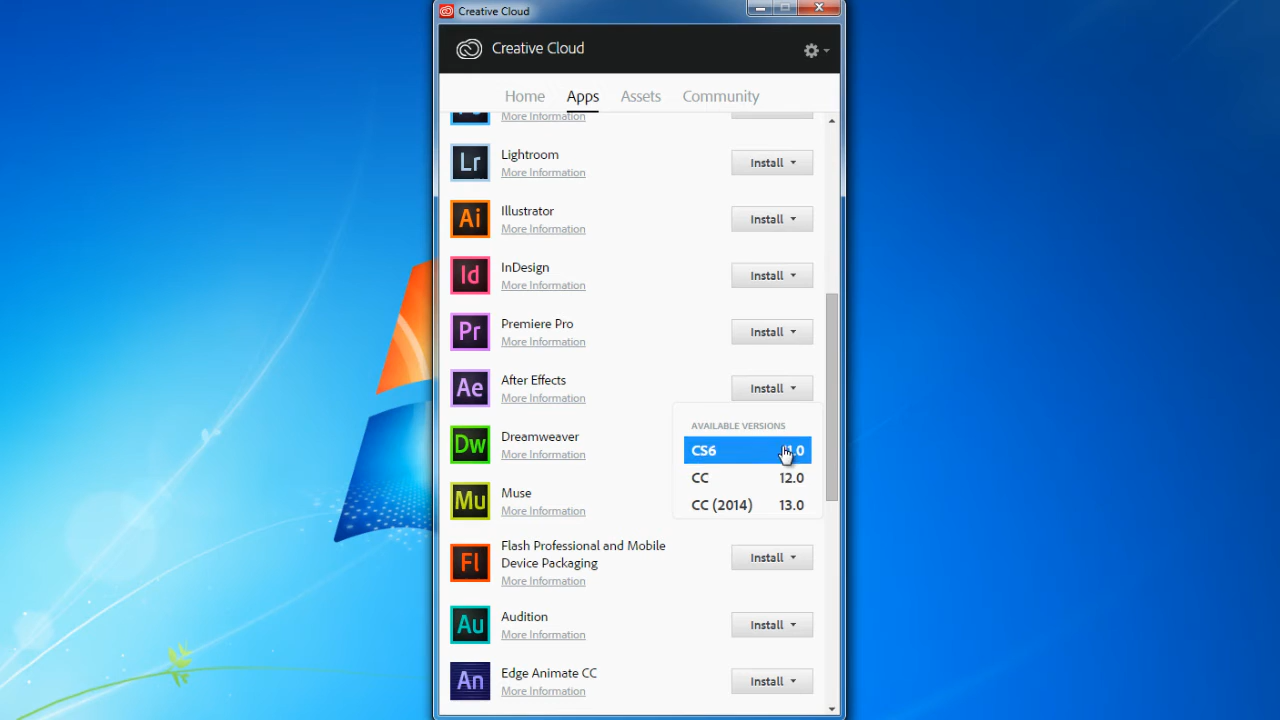 Creative Cloud
Creative Cloud
Home Apps Assets Community
More Information
Lr Lightroom Install
More Information
Ai Illustrator Install
More Information
Id InDesign Install
More Information
Pr Premiere Pro Install
More Information
Ae After Effects Install
More Information
AVAILABLE VERSIONS
Dw Dreamweaver
More Information
CS6
CC 12.0
CC (2014) 13.0
Mu Muse
More Information
Fl Flash Professional and Mobile
Device Packaging Install
More Information
Au Audition Install
More Information
An Edge Animate CC Install
More Information